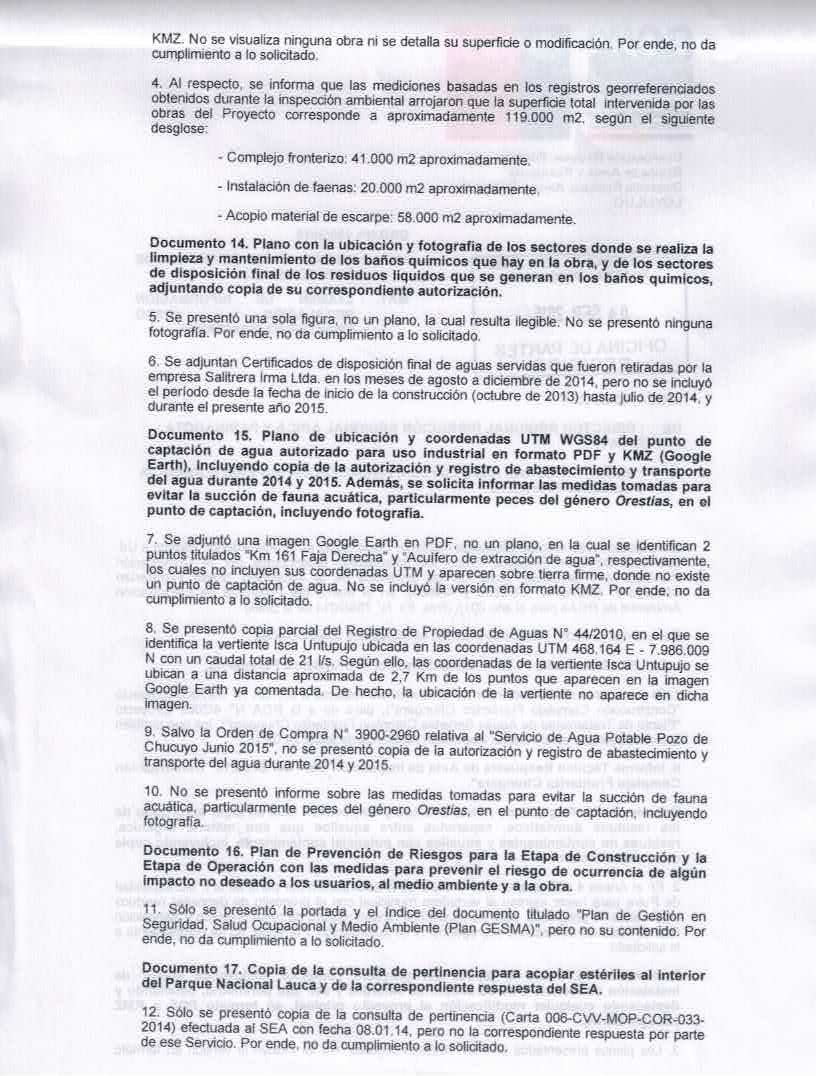 KMZ. No se visualiza ninguna obra ni se detalla su superficie o modificación. Por ende, no da
cumplimiento a lo solicitado.
4. Al respecto, se informa que las mediciones basadas en los registros georreferenciados
obtenidos durante la inspección ambiental arrojaron que la superficie total intervenida por las
obras del Proyecto corresponde a aproximadamente 119.000 m2, según el siguiente
desglose:
- Complejo fronterizo: 41.000 m2 aproximadamente.
- Instalación de faenas: 20.000 m2 aproximadamente.
- Acopio material de escarpe: 58.000 m2 aproximadamente.
Documento 14. Plano con la ubicación y fotografía de los sectores donde se realiza la
limpieza y mantenimiento de los baños químicos que hay en la obra, y de los sectores
de disposición final de los residuos líquidos que se generan en los baños químicos,
adjuntando copia de su correspondiente autorización.
5. Se presentó una sola figura, no un plano, la cual resulta ilegible. No se presentó ninguna
fotografía. Por ende, no da cumplimiento a lo solicitado.
6. Se adjuntan Certificados de disposición final de aguas servidas que fueron retiradas por la
empresa Salitrera Irma Ltda. en los meses de agosto a diciembre de 2014, pero no se incluyó
el período desde la fecha de inicio de la construcción (octubre de 2013) hasta julio de 2014, y
durante el presente año 2015.
Documento 15. Plano de ubicación y coordenadas UTM WGS84 del punto de
captación de agua autorizado para uso industrial en formato PDF y KMZ (Google
Earth), incluyendo copia de la autorización y registro de abastecimiento y transporte
del agua durante 2014 y 2015. Además, se solicita informar las medidas tomadas para
evitar la succión de fauna acuática, particularmente peces del género Orestias, en el
punto de captación, incluyendo fotografía.
7. Se adjuntó una imagen Google Earth en PDF, no un plano, en la cual se identifican 2
puntos titulados "Km 161 Faja Derecha" y "Acuífero de extracción de agua", respectivamente,
los cuales no incluyen sus coordenadas UTM y aparecen sobre tierra firme, donde no existe
un punto de captación de agua. No se incluyó la versión en formato KMZ. Por ende, no da
cumplimiento a lo solicitado.
8. Se presentó copia parcial del Registro de Propiedad de Aguas N° 44/2010, en el que se
identifica la vertiente Isca Untupujo ubicada en las coordenadas UTM 468.164 E - 7.986.009
N con un caudal total de 21 l/s. Según ello, las coordenadas de la vertiente Isca Untupujo se
ubican a una distancia aproximada de 2,7 Km de los puntos que aparecen en la imagen
Google Earth ya comentada. De hecho, la ubicación de la vertiente no aparece en dicha
imagen.
9. Salvo la Orden de Compra N° 3900-2960 relativa al "Servicio de Agua Potable Pozo de
Chucuyo Junio 2015", no se presentó copia de la autorización y registro de abastecimiento y
transporte del agua durante 2014 y 2015.
10. No se presentó informe sobre las medidas tomadas para evitar la succión de fauna
acuática, particularmente peces del género Orestias, en el punto de captación, incluyendo
fotografía.
Documento 16. Plan de Prevención de Riesgos para la Etapa de Construcción y la
Etapa de Operación con las medidas para prevenir el riesgo de ocurrencia de algún
impacto no deseado a los usuarios, al medio ambiente y a la obra.
11. Sólo se presentó la portada y el índice del documento titulado "Plan de Gestión en
Seguridad, Salud Ocupacional y Medio Ambiente (Plan GESMA)", pero no su contenido. Por
ende, no da cumplimiento a lo solicitado.
Documento 17. Copia de la consulta de pertinencia para acopiar estériles al interior
del Parque Nacional Lauca y de la correspondiente respuesta del SEA.
12. Sólo se presentó copia de la consulta de pertinencia (Carta 006-CVV-MOP-COR-033-
2014) efectuada al SEA con fecha 08.01.14, pero no la correspondiente respuesta por parte
de ese Servicio. Por ende, no da cumplimiento a lo solicitado.